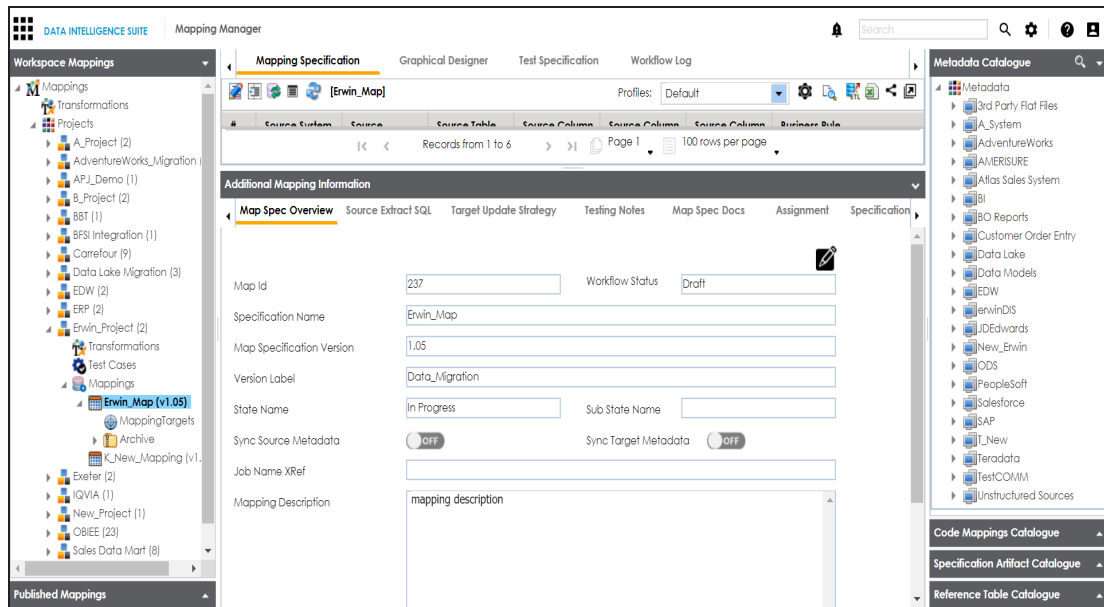 DATA INTELLIGENCE SUITE
Mapping Manager
Search
Workspace Mappings
Mappings
Transformations
Projects
A_Project (2)
AdventureWorks_Migration (
APJ_Demo (1)
B_Project (2)
BBT (1)
BFSI Integration (1)
Carrefour (9)
Data Lake Migration (3)
EDW (2)
ERP (2)
Erwin_Project (2)
Transformations
Test Cases
Mappings
Erwin_Map (v1.05)
MappingTargets
Archive
K_New_Mapping (v1.
Exeter (2)
IQVIA (1)
New_Project (1)
OBIEE (23)
Sales Data Mart (8)
Published Mappings
Mapping Specification Graphical Designer Test Specification Workflow Log
[Erwin_Map] Profiles: Default
# Source System Source Source Table Source Column Source Column Source Column Business Rule
Records from 1 to 6 Page 1 100 rows per page
Additional Mapping Information
Map Spec Overview Source Extract SQL Target Update Strategy Testing Notes Map Spec Docs Assignment Specification
Map Id 237 Workflow Status Draft
Specification Name Erwin_Map
Map Specification Version 1.05
Version Label Data_Migration
State Name In Progress Sub State Name
Sync Source Metadata OFF Sync Target Metadata OFF
Job Name XRef
Mapping Description mapping description
Metadata Catalogue
Metadata
3rd Party Flat Files
A_System
AdventureWorks
AMERISURE
Atlas Sales System
BI
BO Reports
Customer Order Entry
Data Lake
Data Models
EDW
erwinDIS
JDEdwards
New_Erwin
ODS
PeopleSoft
Salesforce
SAP
T_New
Teradata
TestCOMM
Unstructured Sources
Code Mappings Catalogue
Specification Artifact Catalogue
Reference Table Catalogue